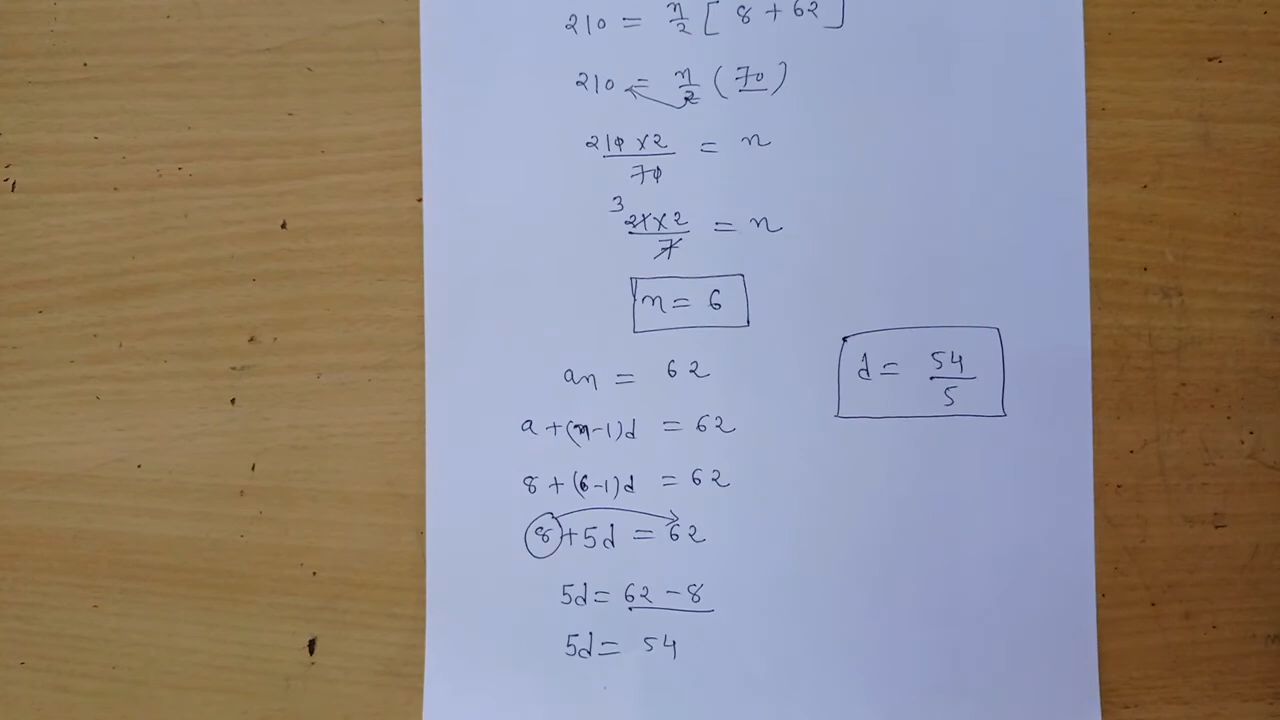 210 = n/2 [ 8 + 62 ]
210 = n/2 ( 70 )
210 × 2 / 70 = n
3
21 × 2 / 7 = n
n = 6
an = 62
a + (n-1)d = 62
8 + (6-1)d = 62
8 + 5d = 62
5d = 62 - 8
5d = 54
d = 54/5